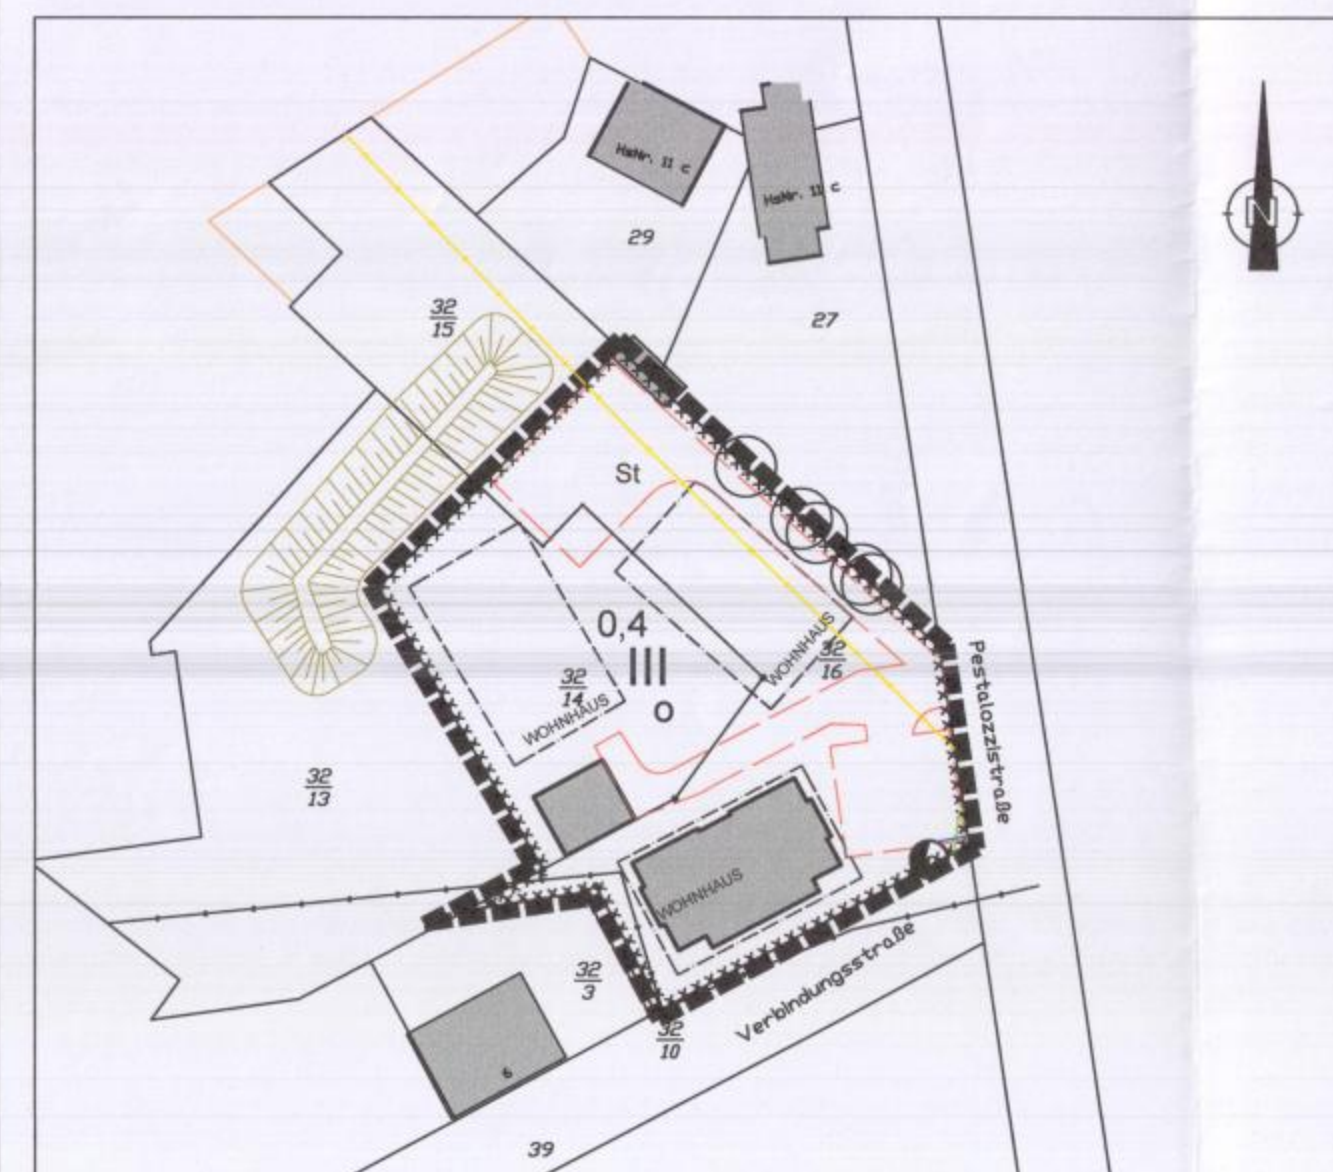 HsNr. 11 c
HsNr. 11 c
N
29
32
15
27
St
0,4
III
o
WOHNHAUS
32
16
32
14
WOHNHAUS
Pestalozzistraße
32
13
WOHNHAUS
32
3
Verbindungsstraße
32
10
6
39